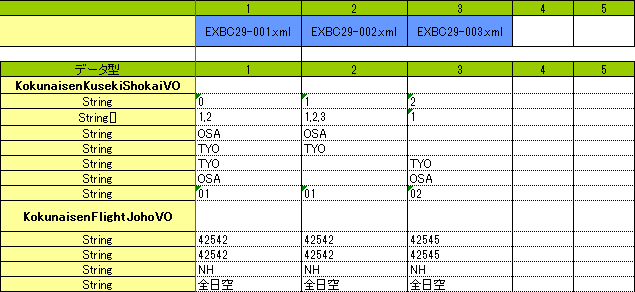 1 2 3 4 5
EXBC29-001.xml EXBC29-002.xml EXBC29-003.xml
データ型 1 2 3 4 5
KokunaisenKusekiShokaiVO
String 0 1 2
String[] 1,2 1,2,3 1
String OSA OSA
String TYO TYO
String TYO TYO
String OSA OSA
String 01 01 02
KokunaisenFlightJohoVO
String 42542 42542 42545
String 42542 42542 42545
String NH NH NH
String 全日空 全日空 全日空